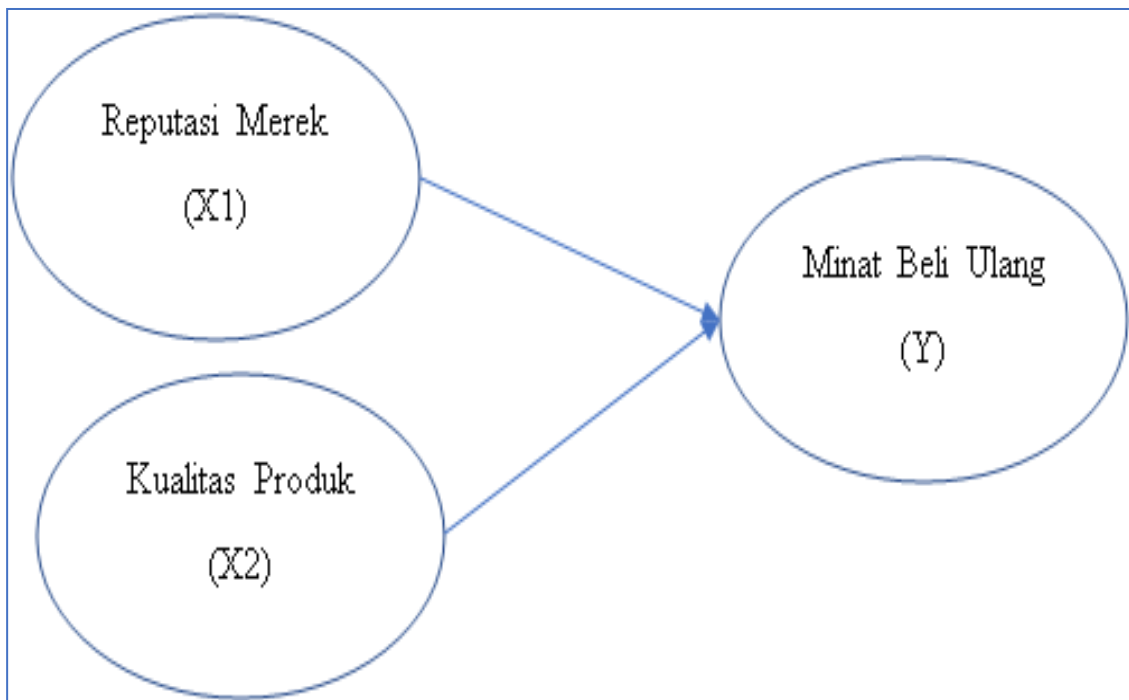 Reputasi Merek
(X1)
Minat Beli Ulang
(Y)
Kualitas Produk
(X2)